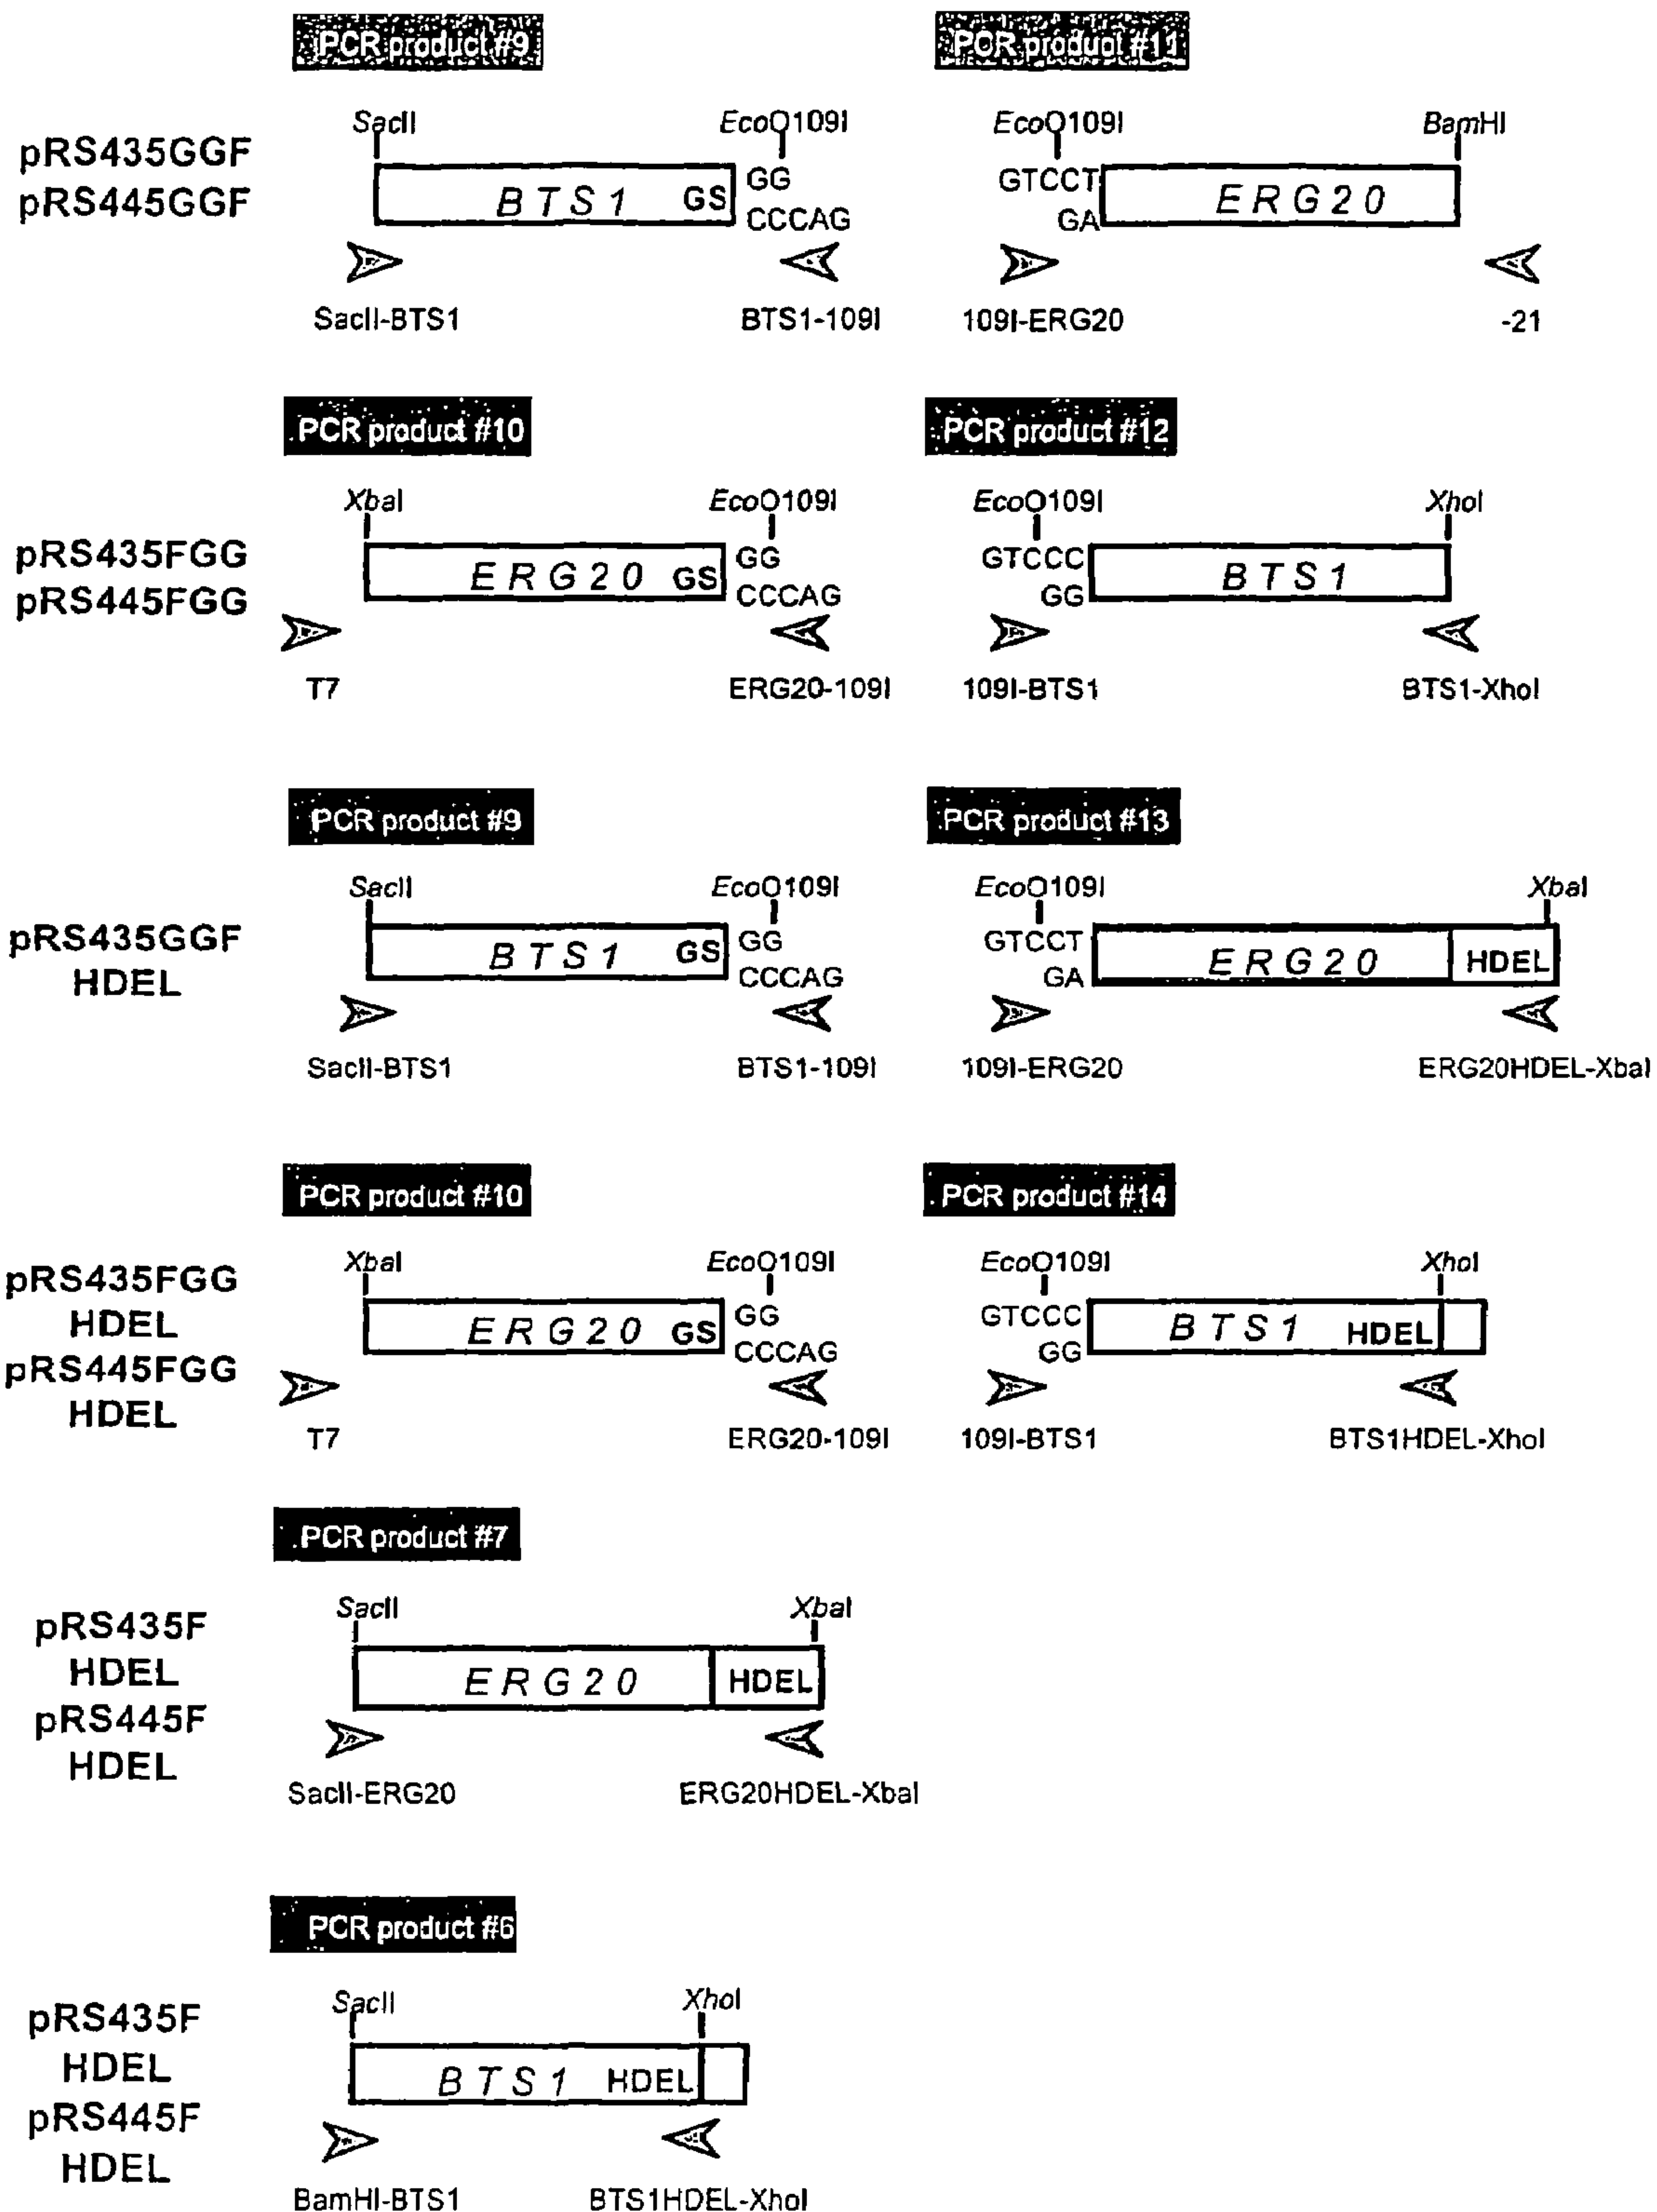 PCR product #9 PCR product #11
SacII EcoO109I EcoO109I BamHI
pRS435GGF
pRS445GGF
BTS1 GS GG CCCAG
GTCCT GA ERG20
SacII-BTS1 BTS1-109I 109I-ERG20 -21
PCR product #10 PCR product #12
XbaI EcoO109I EcoO109I XhoI
pRS435FGG
pRS445FGG
ERG20 GS GG CCCAG
GTCCC GG BTS1
T7 ERG20-109I 109I-BTS1 BTS1-XhoI
PCR product #9 PCR product #13
SacII EcoO109I EcoO109I XbaI
pRS435GGF
HDEL
BTS1 GS GG CCCAG
GTCCT GA ERG20 HDEL
SacII-BTS1 BTS1-109I 109I-ERG20 ERG20HDEL-XbaI
PCR product #10 PCR product #14
XbaI EcoO109I EcoO109I XhoI
pRS435FGG
HDEL
pRS445FGG
HDEL
ERG20 GS GG CCCAG
GTCCC GG BTS1 HDEL
T7 ERG20-109I 109I-BTS1 BTS1HDEL-XhoI
PCR product #7
SacII XbaI
pRS435F
HDEL
pRS445F
HDEL
ERG20 HDEL
SacII-ERG20 ERG20HDEL-XbaI
PCR product #6
SacII XhoI
pRS435F
HDEL
pRS445F
HDEL
BTS1 HDEL
BamHI-BTS1 BTS1HDEL-XhoI